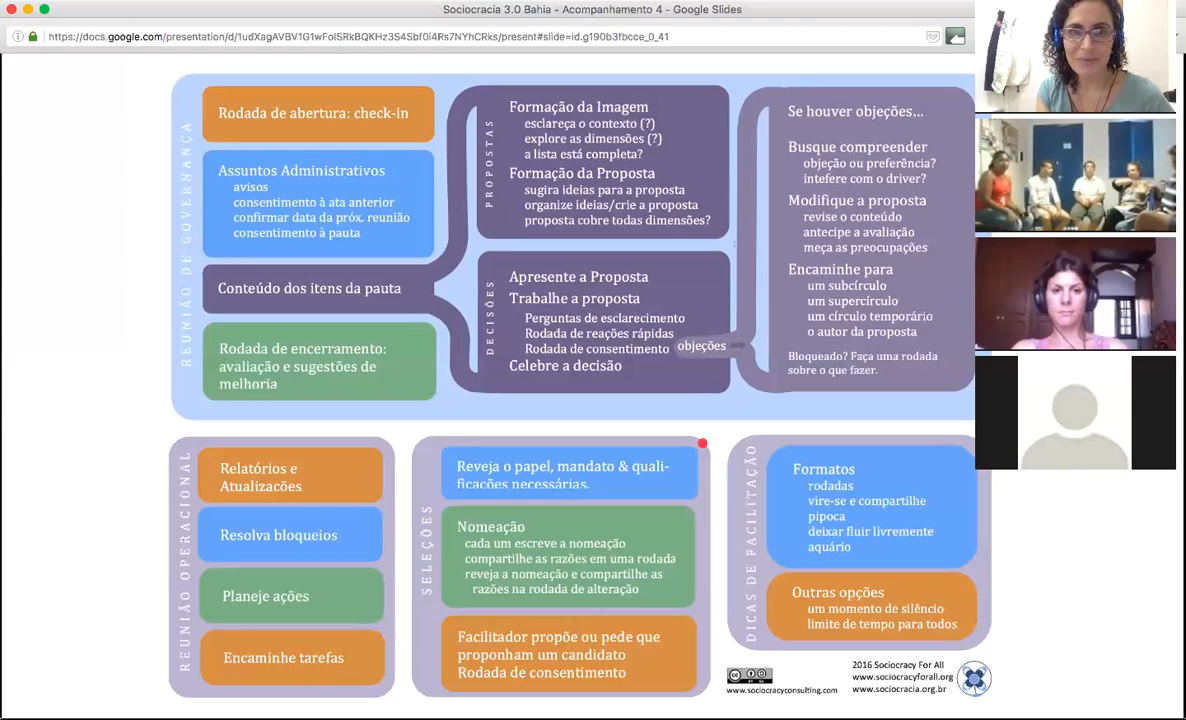 Sociocracia 3.0 Bahia - Acompanhamento 4 - Google Slides
https://docs.google.com/presentation/d/1udXagAVBV1G1wFolSRkBQKHz3S4Sbf0i4Rs7NYhCRks/present#slide=id.g190b3fbcce_0_41
REUNIÃO DE GOVERNANÇA
Rodada de abertura: check-in
Assuntos Administrativos
avisos
consentimento à ata anterior
confirmar data da próx. reunião
consentimento à pauta
Conteúdo dos itens da pauta
Rodada de encerramento:
avaliação e sugestões de
melhoria
PROPOSTAS
Formação da Imagem
esclareça o contexto (?)
explore as dimensões (?)
a lista está completa?
Formação da Proposta
sugira ideias para a proposta
organize ideias/crie a proposta
proposta cobre todas dimensões?
DECISÕES
Apresente a Proposta
Trabalhe a proposta
Perguntas de esclarecimento
Rodada de reações rápidas
Rodada de consentimento
objeções
Celebre a decisão
Se houver objeções...
Busque compreender
objeção ou preferência?
intefere com o driver?
Modifique a proposta
revise o conteúdo
antecipe a avaliação
meça as preocupações
Encaminhe para
um subcírculo
um supercírculo
um círculo temporário
o autor da proposta
Bloqueado? Faça uma rodada
sobre o que fazer.
REUNIÃO OPERACIONAL
Relatórios e
Atualizacões
Resolva bloqueios
Planeje ações
Encaminhe tarefas
SELEÇÕES
Reveja o papel, mandato & quali-
ficações necessárias.
Nomeação
cada um escreve a nomeação
compartilhe as razões em uma rodada
reveja a nomeação e compartilhe as
razões na rodada de alteração
Facilitador propõe ou pede que
proponham um candidato
Rodada de consentimento
DICAS DE FACILITAÇÃO
Formatos
rodadas
vire-se e compartilhe
pipoca
deixar fluir livremente
aquário
Outras opções
um momento de silêncio
limite de tempo para todos
www.sociocracyconsulting.com
2016 Sociocracy For All
www.sociocracyforall.org
www.sociocracia.org.br